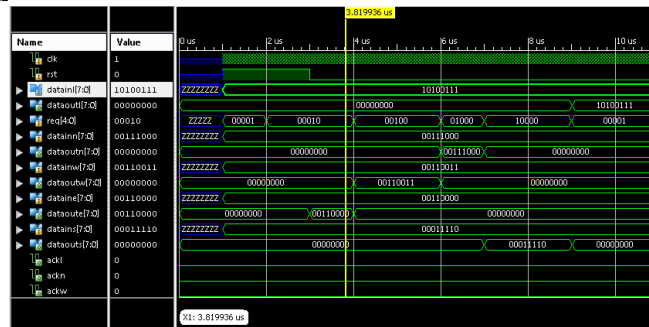 3.819936 us
Name Value 0 us 2 us 4 us 6 us 8 us 10 us
clk 1
rst 0
datainl[7:0] 10100111 ZZZZZZZZ 10100111
dataoutl[7:0] 00000000 00000000 10100111
req[4:0] 00010 ZZZZZ 00001 00010 00100 01000 10000 00001
datainn[7:0] 00111000 ZZZZZZZZ 00111000
dataoutn[7:0] 00000000 00000000 00111000 00000000
datainw[7:0] 00110011 ZZZZZZZZ 00110011
dataoutw[7:0] 00000000 00000000 00110011 00000000
dataine[7:0] 00110000 ZZZZZZZZ 00110000
dataoute[7:0] 00110000 00000000 00110000 00000000
datains[7:0] 00011110 ZZZZZZZZ 00011110
dataouts[7:0] 00000000 00000000 00011110 00000000
ackl 0
ackn 0
ackw 0
X1: 3.819936 us